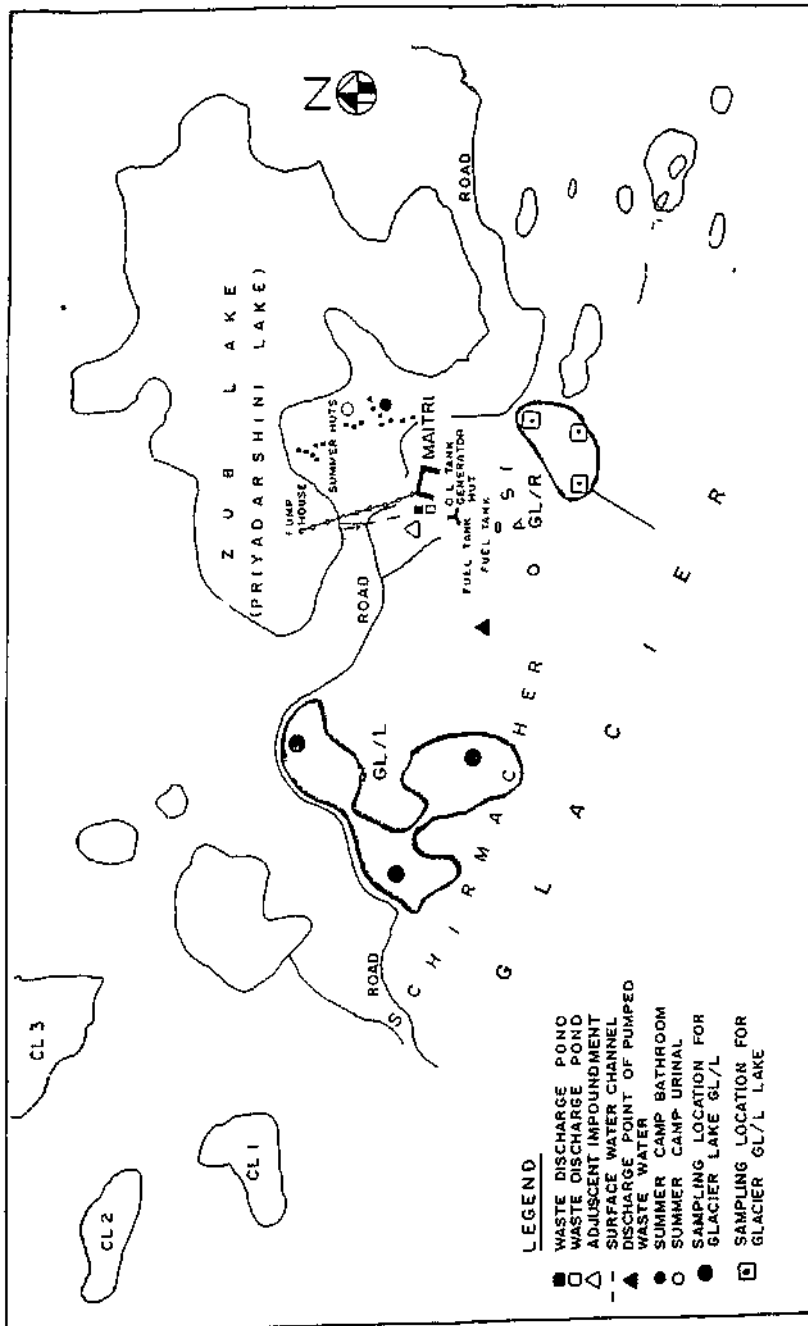 ZUB LAKE
(PRIYADARSHINI LAKE)
N
PUMP
HOUSE
SUMMER HUTS
MAITRI
OIL TANK
GENERATOR
HUT
FUEL TANK
FUEL TANK
ROAD
ROAD
ROAD
GL/R
GL/L
SCHIRMACHER OASI
GLACIER
CL 3
CL 2
CL 1
LEGEND
WASTE DISCHARGE POND
WASTE DISCHARGE POND
ADJUSCENT IMPOUNDMENT
SURFACE WATER CHANNEL
DISCHARGE POINT OF PUMPED
WASTE WATER
SUMMER CAMP BATHROOM
SUMMER CAMP URINAL
SAMPLING LOCATION FOR
GLACIER LAKE GL/L
SAMPLING LOCATION FOR
GLACIER GL/L LAKE